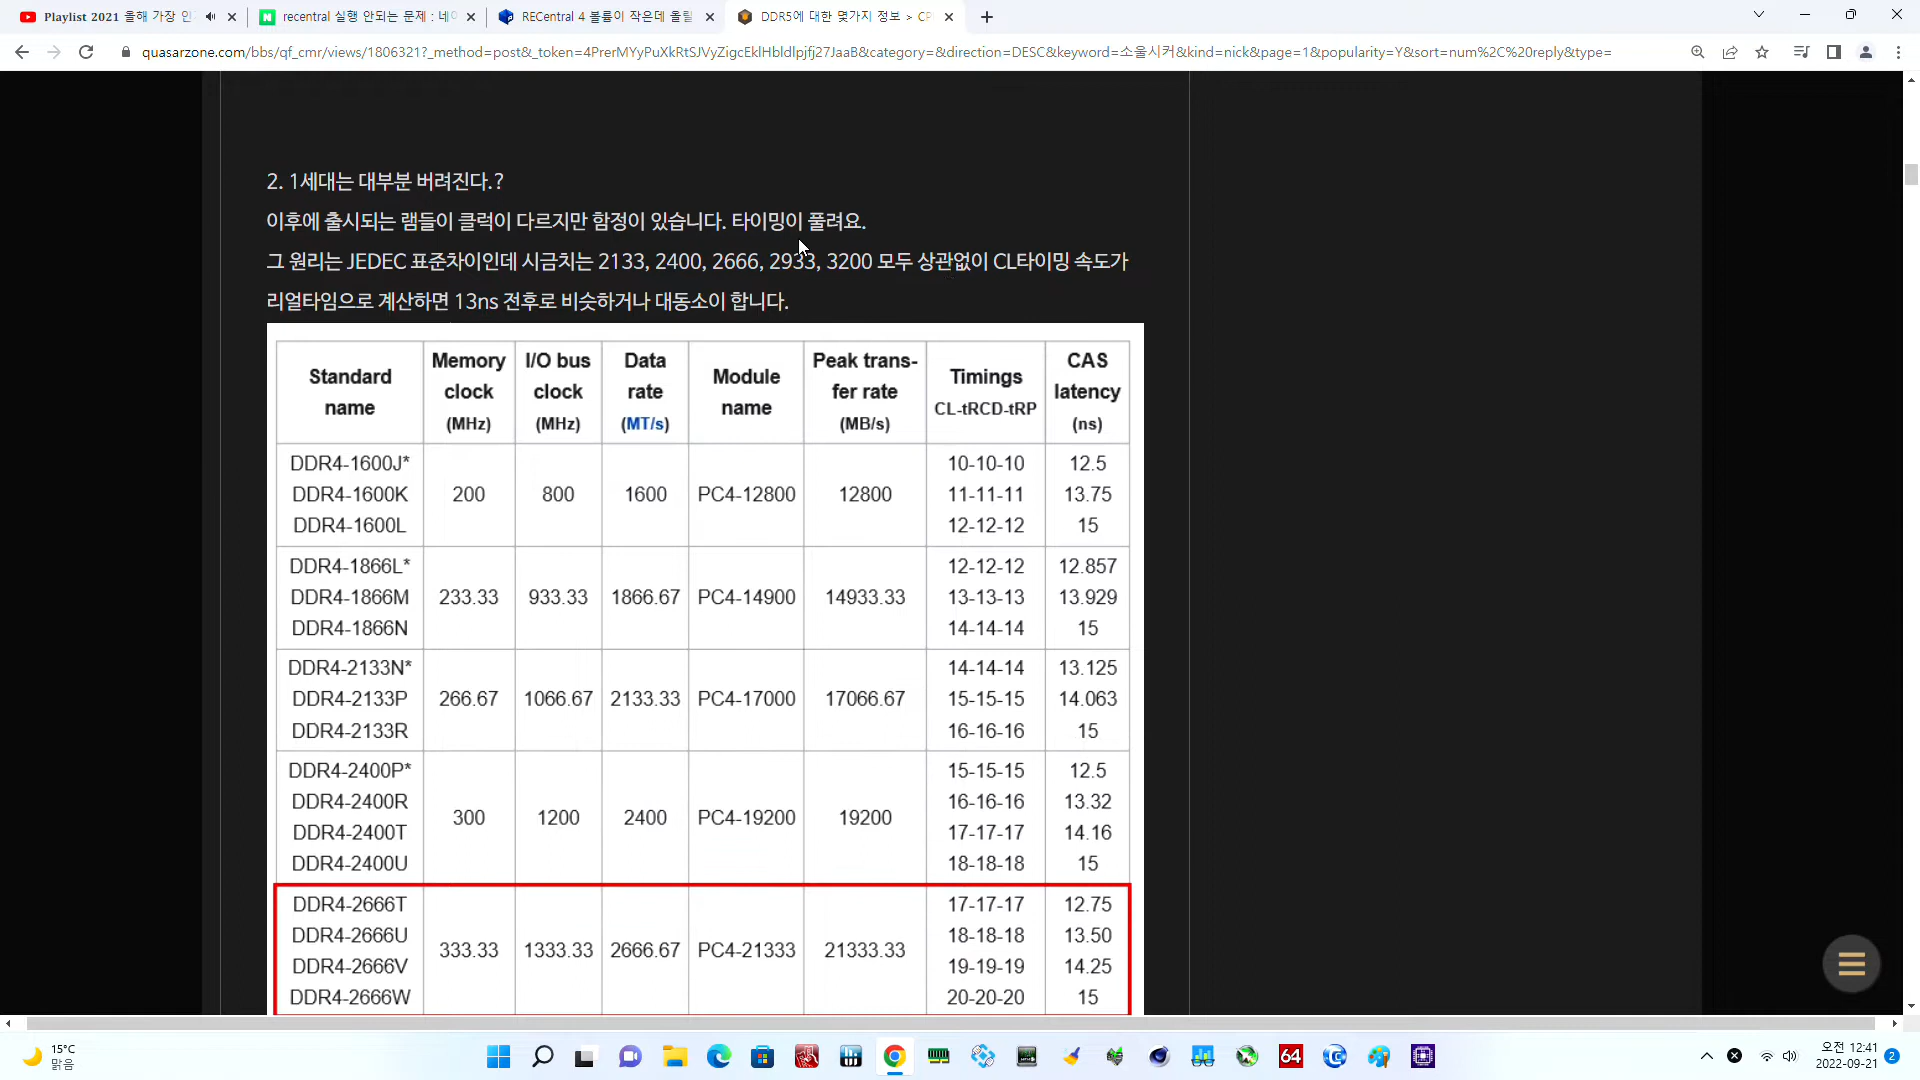 Playlist 2021 올해 가장 인
recentral 실행 안되는 문제 : 네이
RECentral 4 볼륨이 작은데 올릴
DDR5에 대한 몇가지 정보 > CP
quasarzone.com/bbs/qf_cmr/views/1806321?_method=post&_token=4PrerMYyPuXkRtSJVyZigcEklHbldlpjfj27JaaB&category=&direction=DESC&keyword=소울시커&kind=nick&page=1&popularity=Y&sort=num%2C%20reply&type=
2. 1세대는 대부분 버려진다.?
이후에 출시되는 램들이 클럭이 다르지만 함정이 있습니다. 타이밍이 풀려요.
그 원리는 JEDEC 표준차이인데 시금치는 2133, 2400, 2666, 2933, 3200 모두 상관없이 CL타이밍 속도가
리얼타임으로 계산하면 13ns 전후로 비슷하거나 대동소이 합니다.
Standard name Memory clock (MHz) I/O bus clock (MHz) Data rate (MT/s) Module name Peak trans-fer rate (MB/s) Timings CL-tRCD-tRP CAS latency (ns)
DDR4-1600J* 10-10-10 12.5
DDR4-1600K 200 800 1600 PC4-12800 12800 11-11-11 13.75
DDR4-1600L 12-12-12 15
DDR4-1866L* 12-12-12 12.857
DDR4-1866M 233.33 933.33 1866.67 PC4-14900 14933.33 13-13-13 13.929
DDR4-1866N 14-14-14 15
DDR4-2133N* 14-14-14 13.125
DDR4-2133P 266.67 1066.67 2133.33 PC4-17000 17066.67 15-15-15 14.063
DDR4-2133R 16-16-16 15
DDR4-2400P* 15-15-15 12.5
DDR4-2400R 16-16-16 13.32
300 1200 2400 PC4-19200 19200
DDR4-2400T 17-17-17 14.16
DDR4-2400U 18-18-18 15
DDR4-2666T 17-17-17 12.75
DDR4-2666U 18-18-18 13.50
333.33 1333.33 2666.67 PC4-21333 21333.33
DDR4-2666V 19-19-19 14.25
DDR4-2666W 20-20-20 15
15°C
맑음
64
오전 12:41
2022-09-21
2